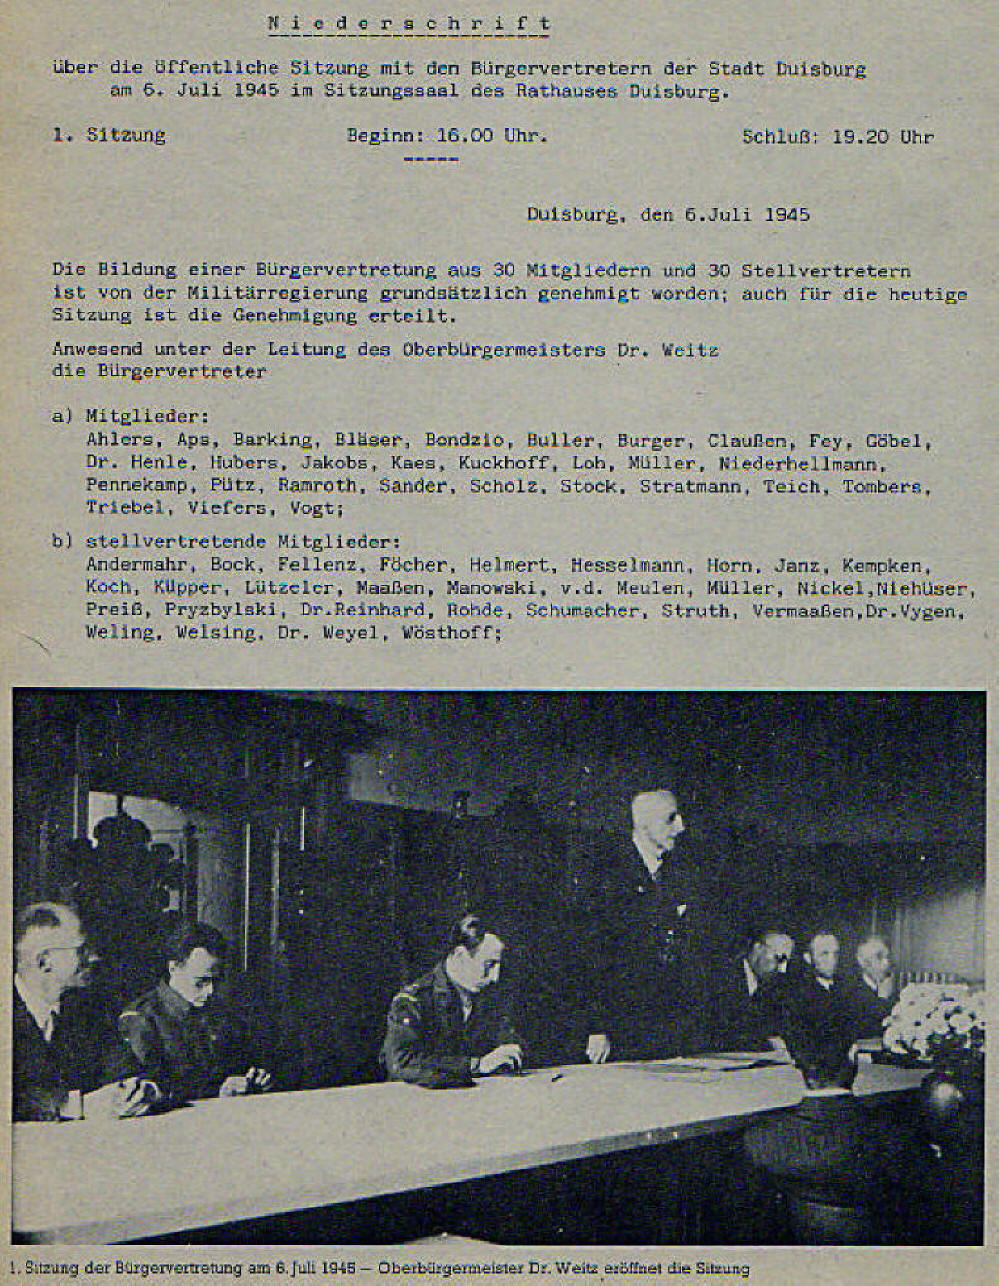 N i e d e r s c h r i f t
über die öffentliche Sitzung mit den Bürgervertretern der Stadt Duisburg
am 6. Juli 1945 im Sitzungssaal des Rathauses Duisburg.
1. Sitzung Beginn: 16.00 Uhr. Schluß: 19.20 Uhr
-----
Duisburg, den 6.Juli 1945
Die Bildung einer Bürgervertretung aus 30 Mitgliedern und 30 Stellvertretern
ist von der Militärregierung grundsätzlich genehmigt worden; auch für die heutige
Sitzung ist die Genehmigung erteilt.
Anwesend unter der Leitung des Oberbürgermeisters Dr. Weitz
die Bürgervertreter
a) Mitglieder:
Ahlers, Aps, Barking, Bläser, Bondzio, Buller, Burger, Claußen, Fey, Göbel,
Dr. Henle, Hubers, Jakobs, Kaes, Kuckhoff, Loh, Müller, Niederhellmann,
Pennekamp, Pütz, Ramroth, Sander, Scholz, Stock, Stratmann, Teich, Tombers,
Triebel, Viefers, Vogt;
b) stellvertretende Mitglieder:
Andermahr, Bock, Fellenz, Föcher, Helmert, Hesselmann, Horn, Janz, Kempken,
Koch, Küpper, Lützeler, Maaßen, Manowski, v.d. Meulen, Müller, Nickel,Niehüser,
Preiß, Pryzbylski, Dr.Reinhard, Rohde, Schumacher, Struth, Vermaaßen,Dr.Vygen,
Weling, Welsing, Dr. Weyel, Wösthoff;
1. Sitzung der Bürgervertretung am 6. Juli 1945 – Oberbürgermeister Dr. Weitz eröffnet die Sitzung